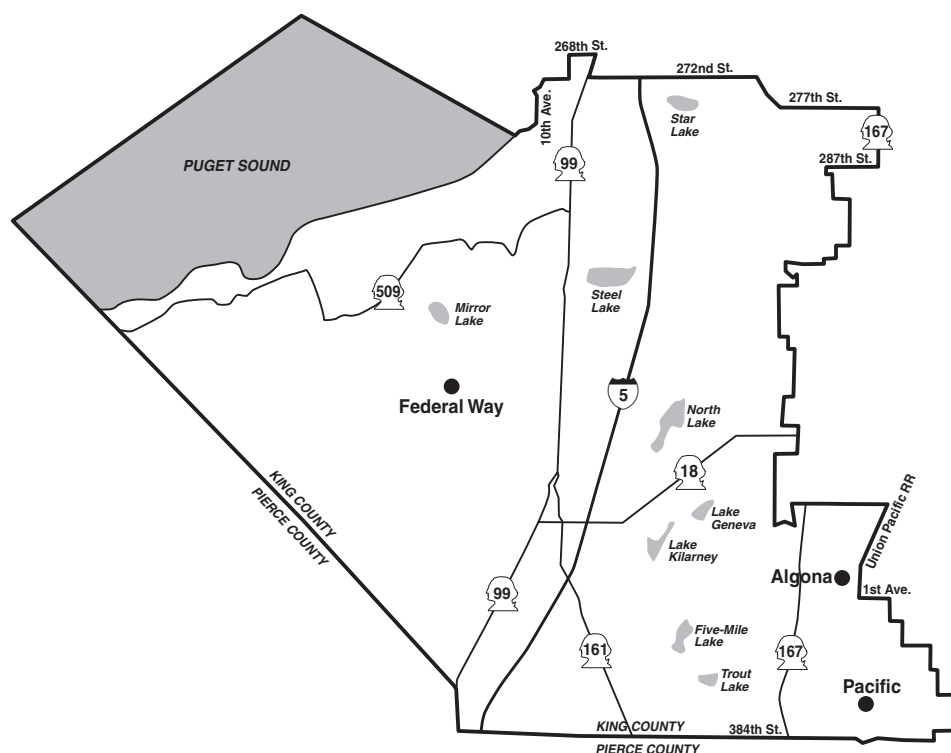 268th St.
272nd St.
277th St.
10th Ave.
Star
Lake
167
287th St.
99
PUGET SOUND
509
Mirror
Lake
Steel
Lake
5
Federal Way
North
Lake
18
KING COUNTY
PIERCE COUNTY
Lake
Geneva
Union Pacific RR
Lake
Kilarney
Algona
1st Ave.
99
Five-Mile
Lake
161
167
Trout
Lake
Pacific
KING COUNTY
384th St.
PIERCE COUNTY